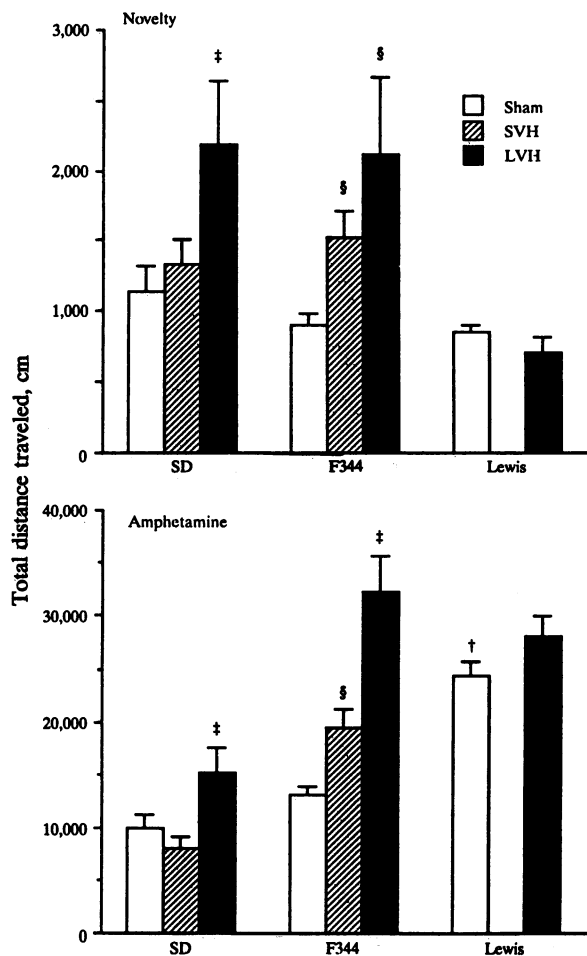 Novelty
3,000
2,000
1,000
0
‡
§
§
Sham
SVH
LVH
SD
F344
Lewis
Total distance traveled, cm
Amphetamine
40,000
30,000
20,000
10,000
0
‡
§
‡
†
SD
F344
Lewis